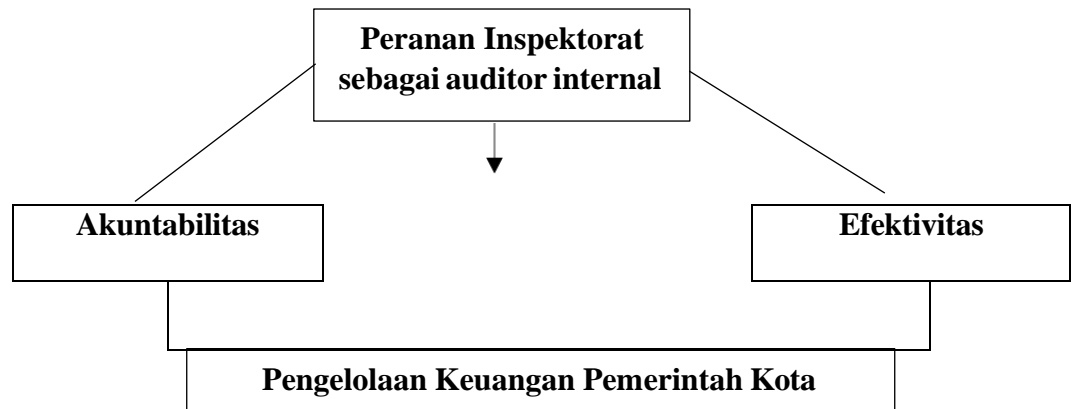 Peranan Inspektorat
sebagai auditor internal
Akuntabilitas
Efektivitas
Pengelolaan Keuangan Pemerintah Kota